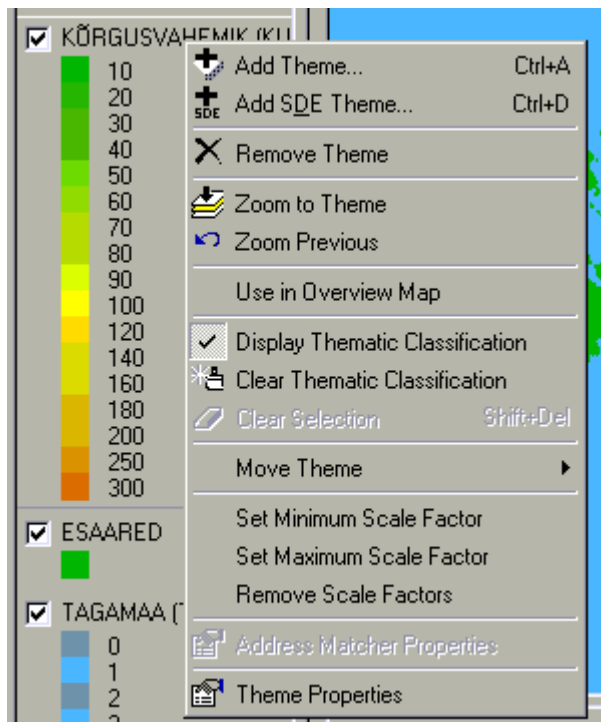 KÕRGUSVAHEMIK (KU
10
20
30
40
50
60
70
80
90
100
120
140
160
180
200
250
300
ESAARED
TAGAMAA (
0
1
2
Add Theme... Ctrl+A
SDE Add SDE Theme... Ctrl+D
Remove Theme
Zoom to Theme
Zoom Previous
Use in Overview Map
Display Thematic Classification
Clear Thematic Classification
Clear Selection Shift+Del
Move Theme
Set Minimum Scale Factor
Set Maximum Scale Factor
Remove Scale Factors
Address Matcher Properties
Theme Properties